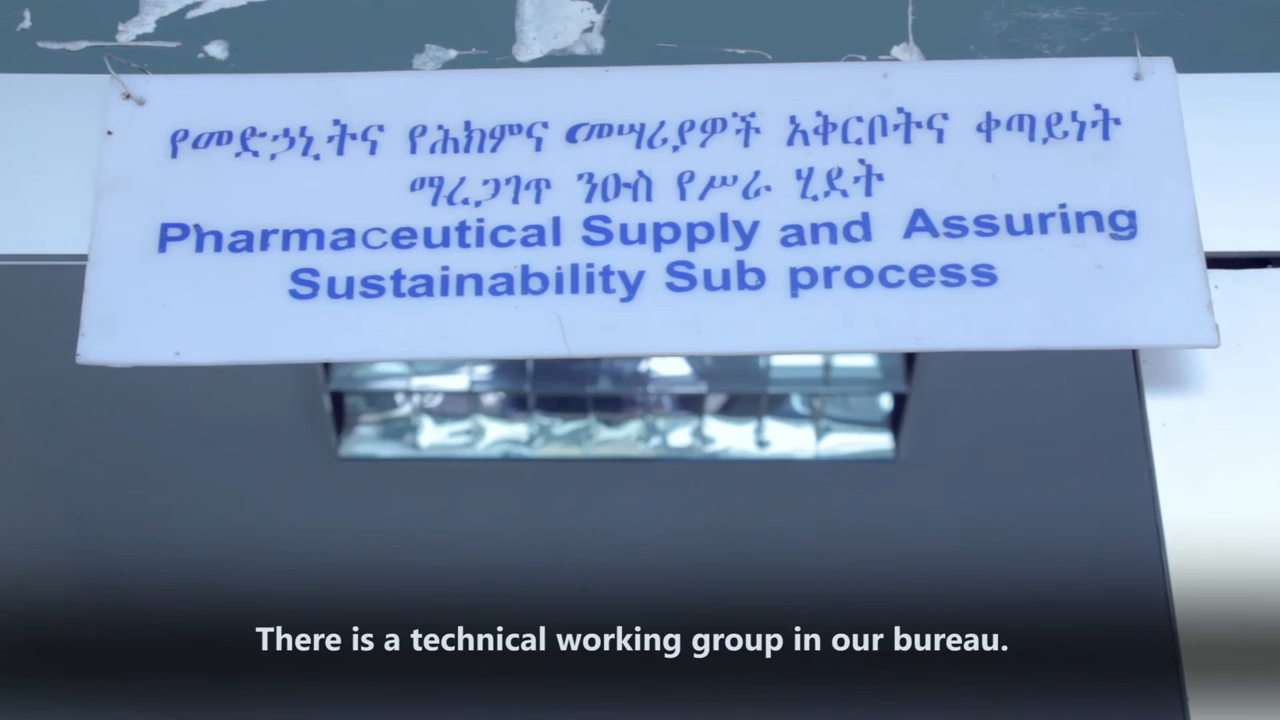 የመድኃኒትና የሕክምና መሣሪያዎች አቅርቦትና ቀጣይነት
ማረጋገጥ ንዑስ የሥራ ሂደት
Pharmaceutical Supply and Assuring
Sustainability Sub process
There is a technical working group in our bureau.